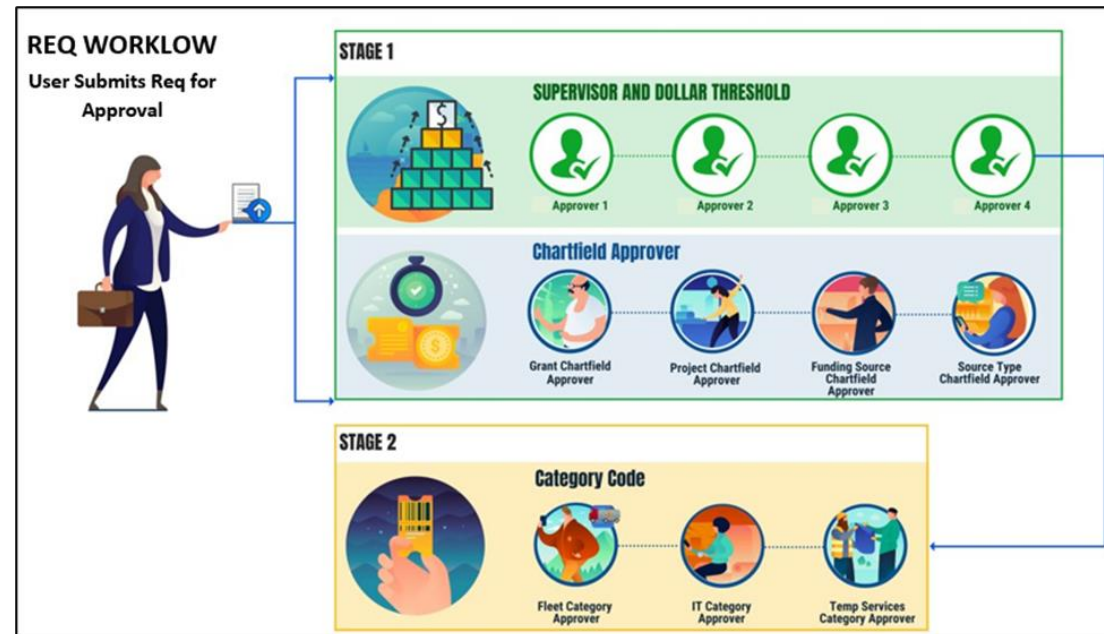 REQ WORKLOW
User Submits Req for
Approval
STAGE 1
SUPERVISOR AND DOLLAR THRESHOLD
$
Approver 1
Approver 2
Approver 3
Approver 4
Chartfield Approver
$
Grant Chartfield
Approver
Project Chartfield
Approver
Funding Source
Chartfield
Approver
Source Type
Chartfield Approver
STAGE 2
Category Code
Fleet Category
Approver
IT Category
Approver
Temp Services
Category Approver